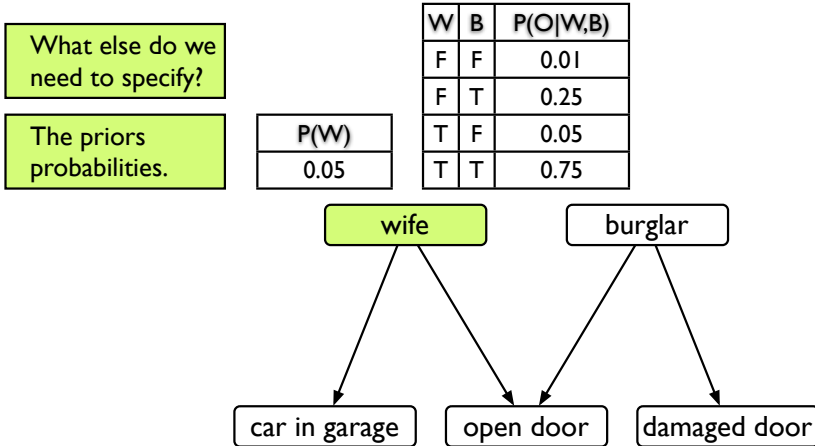 What else do we
need to specify?
The priors
probabilities.
P(W)
0.05
W B P(O|W,B)
F F 0.01
F T 0.25
T F 0.05
T T 0.75
wife
burglar
car in garage
open door
damaged door